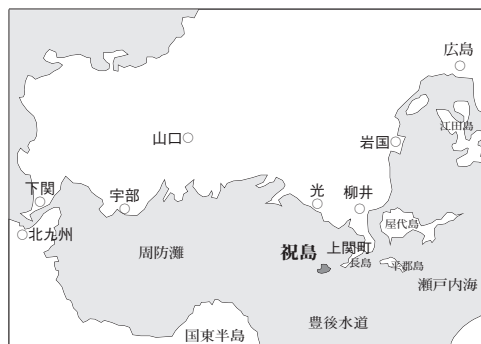 広島
江田島
山口
岩国
下関
宇部
光
柳井
屋代島
北九州
周防灘
祝島
上関町
長島
平郡島
瀬戸内海
豊後水道
国東半島